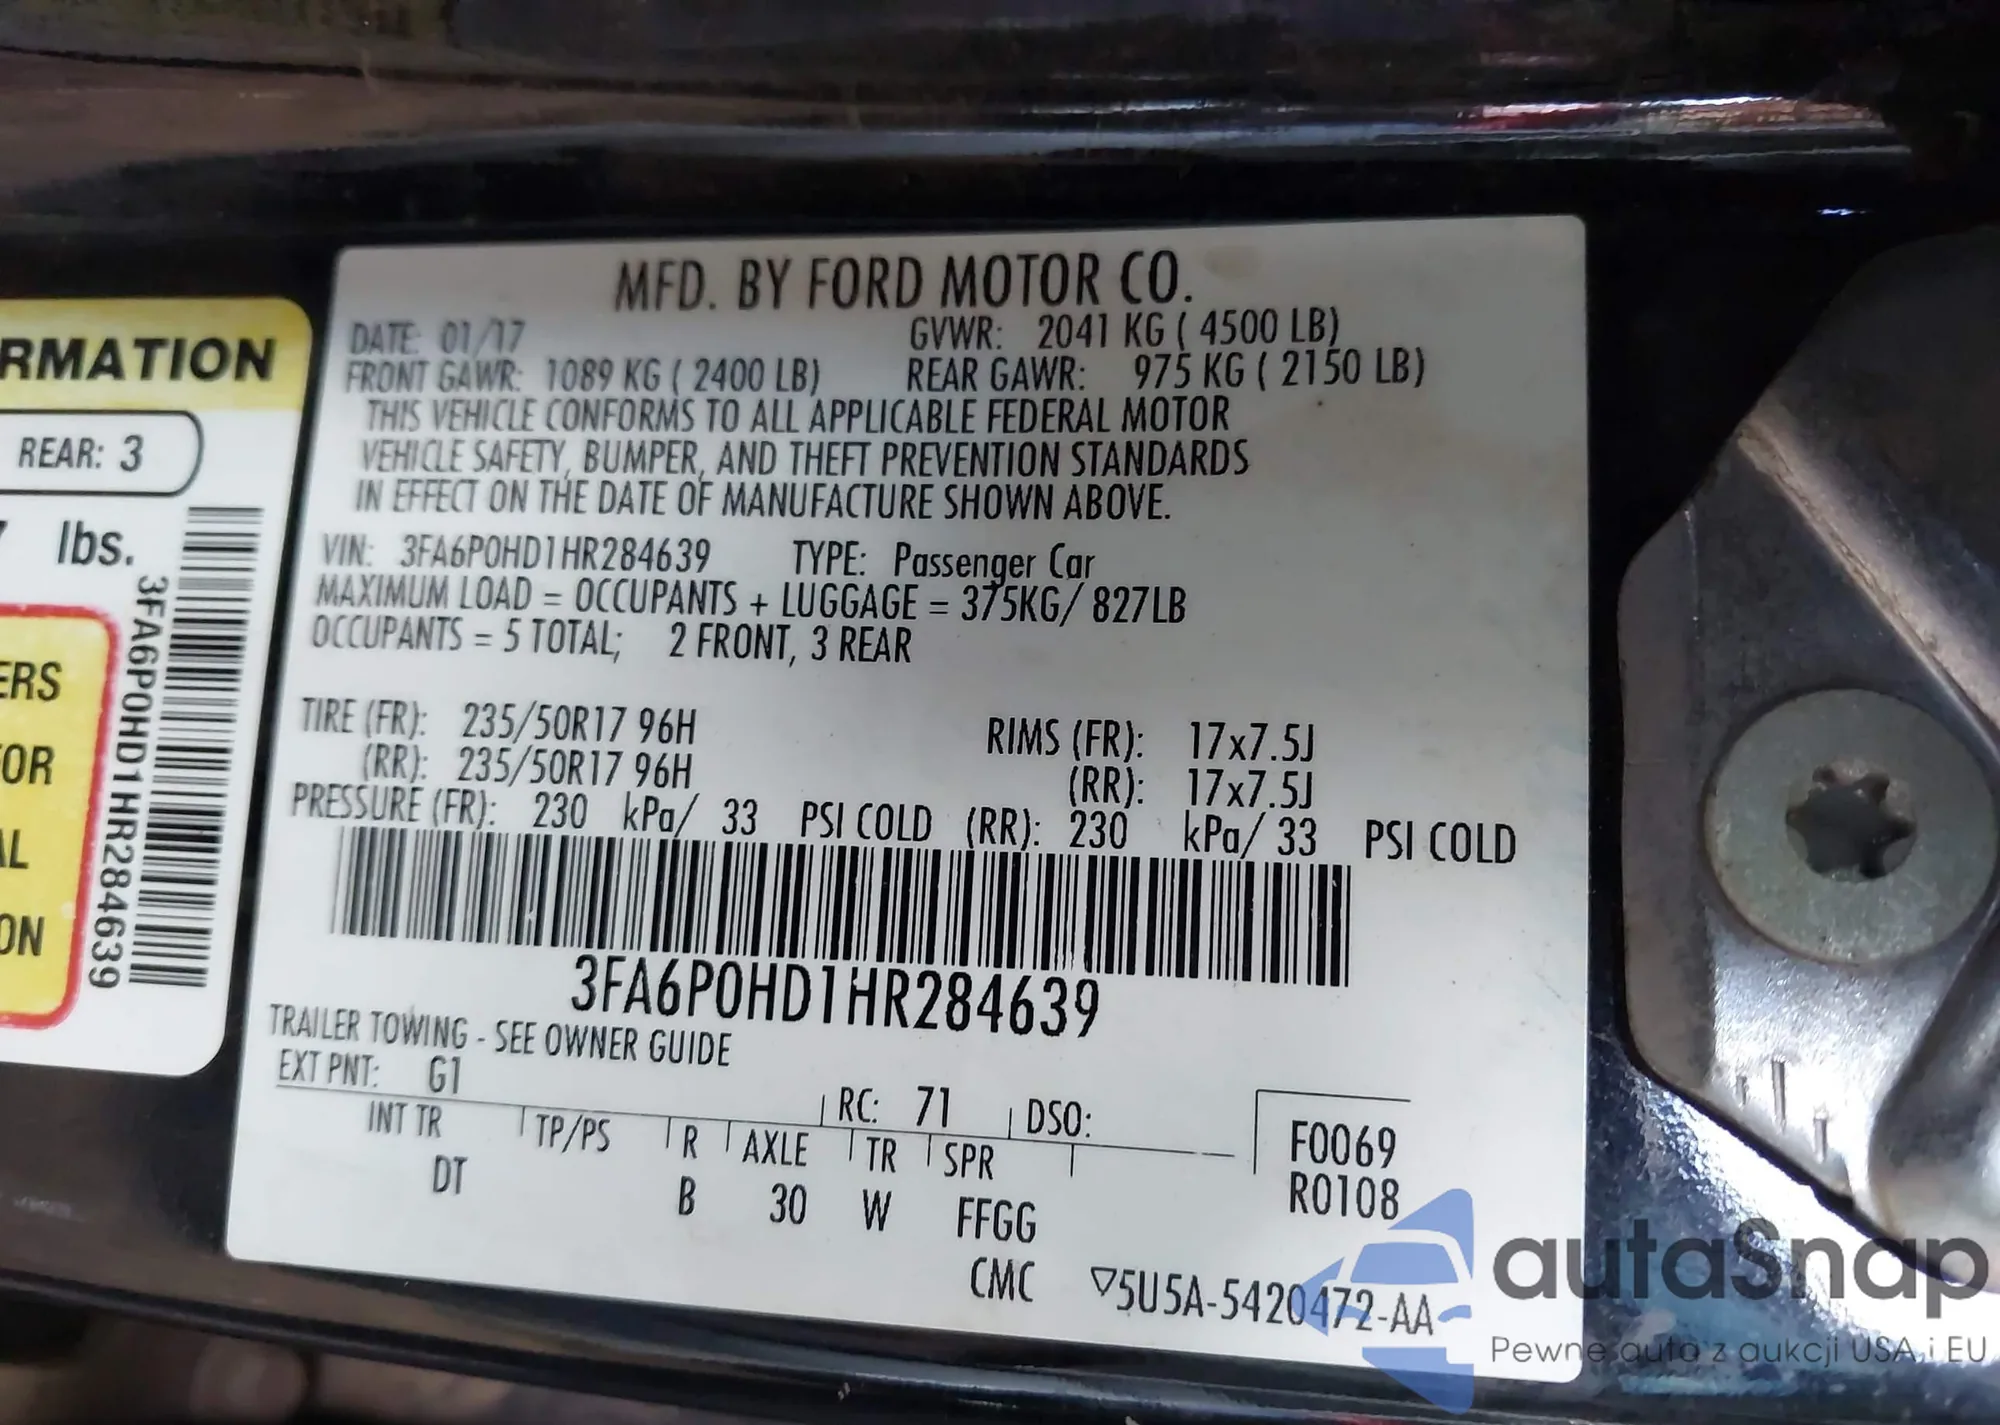 RMATION
REAR: 3
lbs.
3FA6P0HD1HR284639
ERS
OR
AL
ON
MFD. BY FORD MOTOR CO.
DATE: 01/17 GVWR: 2041 KG ( 4500 LB)
FRONT GAWR: 1089 KG ( 2400 LB) REAR GAWR: 975 KG ( 2150 LB)
THIS VEHICLE CONFORMS TO ALL APPLICABLE FEDERAL MOTOR
VEHICLE SAFETY, BUMPER, AND THEFT PREVENTION STANDARDS
IN EFFECT ON THE DATE OF MANUFACTURE SHOWN ABOVE.
VIN: 3FA6P0HD1HR284639 TYPE: Passenger Car
MAXIMUM LOAD = OCCUPANTS + LUGGAGE = 375KG/ 827LB
OCCUPANTS = 5 TOTAL; 2 FRONT, 3 REAR
TIRE (FR): 235/50R17 96H RIMS (FR): 17x7.5J
(RR): 235/50R17 96H (RR): 17x7.5J
PRESSURE (FR): 230 kPa/ 33 PSI COLD (RR): 230 kPa/ 33 PSI COLD
3FA6P0HD1HR284639
TRAILER TOWING - SEE OWNER GUIDE
EXT PNT: G1 RC: 71 DSO:
INT TR TP/PS R AXLE TR SPR F0069
DT B 30 W FFGG R0108
CMC ▽5U5A-5420472-AA
autaSnap
Pewne auta z aukcji USA i EU